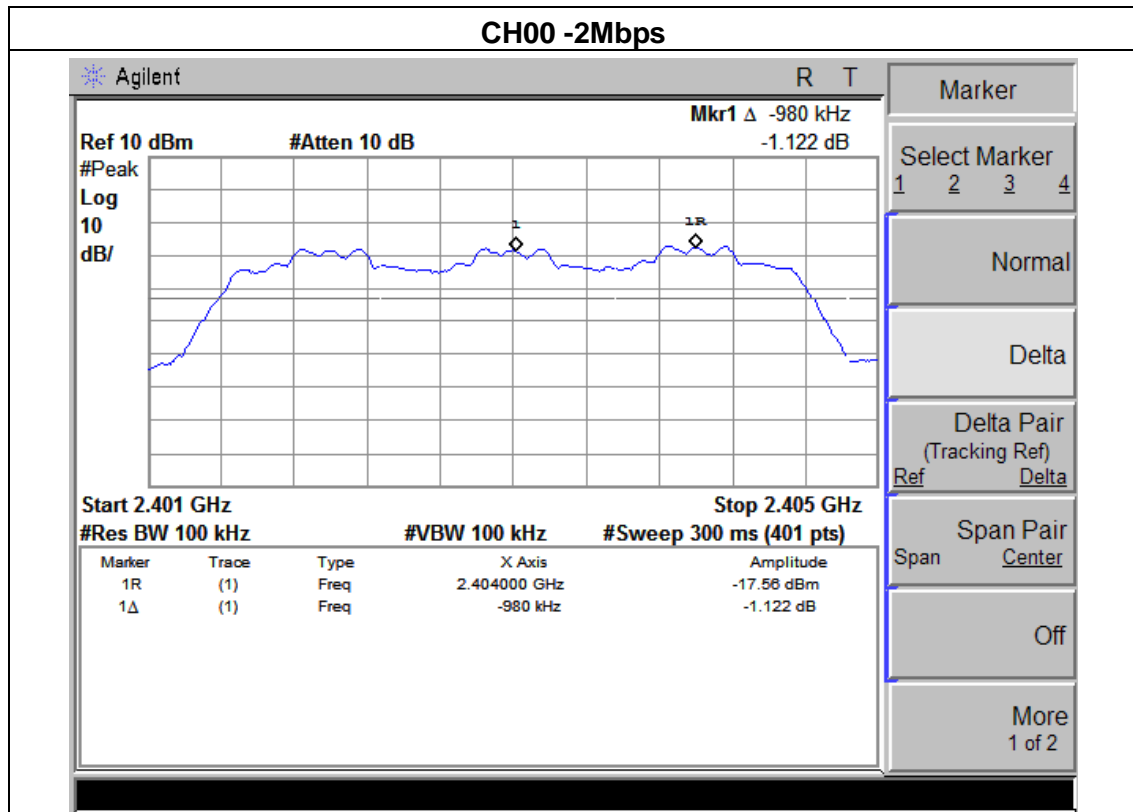 CH00 -2Mbps
Agilent
R T
Mkr1 Δ -980 kHz
Ref 10 dBm #Atten 10 dB -1.122 dB
#Peak
Log
10
dB/
1
1R
Start 2.401 GHz Stop 2.405 GHz
#Res BW 100 kHz #VBW 100 kHz #Sweep 300 ms (401 pts)
Marker Trace Type X Axis Amplitude
1R (1) Freq 2.404000 GHz -17.56 dBm
1Δ (1) Freq -980 kHz -1.122 dB
Marker
Select Marker
1 2 3 4
Normal
Delta
Delta Pair
(Tracking Ref)
Ref Delta
Span Pair
Span Center
Off
More
1 of 2